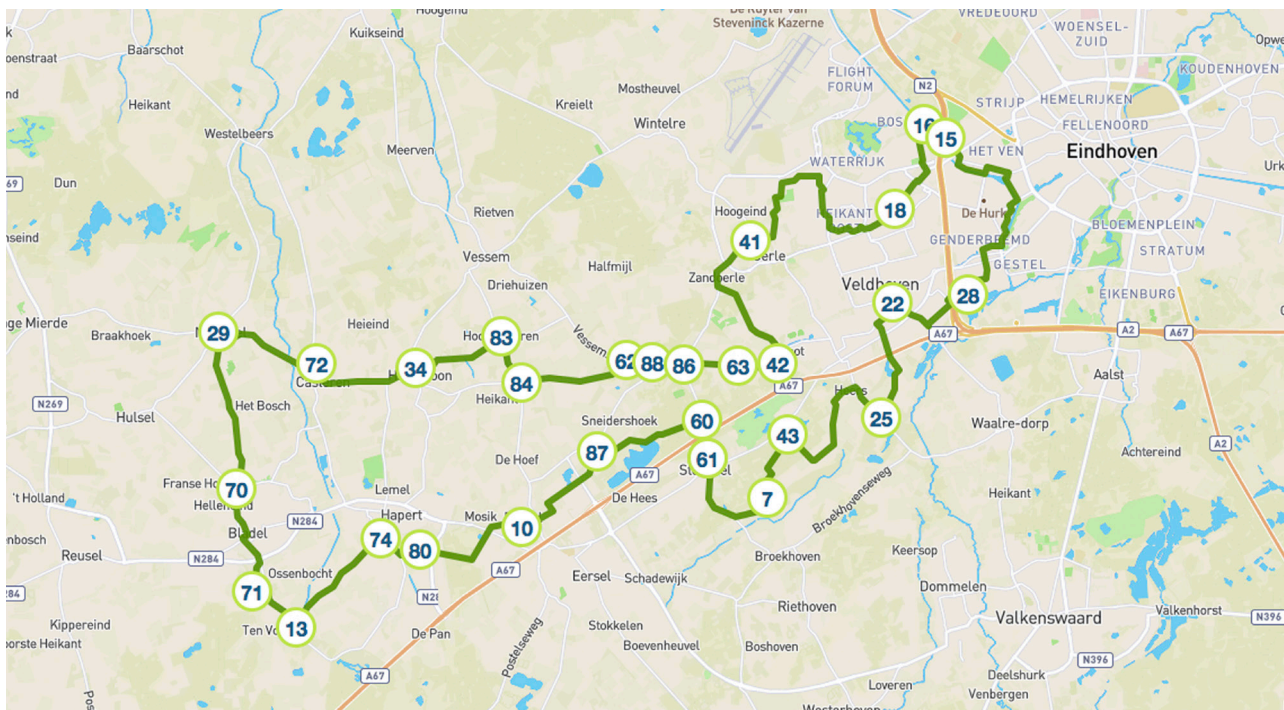 Hoogeind
De Ruyter van
Steveninck Kazerne
VREDEOORD
Kuikseind
WOENSEL-
ZUID
Baarschot
oenstraat
KOUDENHOVEN
FLIGHT
FORUM
N2
Mostheuvel
STRIJP
HEMELRIJKEN
Heikant
Kreielt
Wintelre
16
15
FELLENOORD
Westelbeers
HET VEN
Eindhoven
Meerven
WATERRIJK
Dun
Rietven
Hoogeind
18
De Hurk
BLOEMENPLEIN
41
GENDERBEEMD
STRATUM
Vessem
Halfmijl
Zandoerle
GESTEL
Driehuizen
Veldhoven
28
EIKENBURG
22
Braakhoek
29
Heieind
83
A67
A2
A67
72
34
62
88
86
63
42
84
Heikant
A67
Aalst
N269
Het Bosch
Hulsel
Sneidershoek
60
25
Waalre-dorp
A2
43
87
61
A67
De Hoef
Achtereind
't Holland
70
Lemel
De Hees
7
Heikant
Broekhovenseweg
N284
Hapert
Mosik
10
74
80
Reusel
N284
Broekhoven
Keersop
A67
Ossenbocht
Eersel
Schadewijk
Dommelen
71
Riethoven
Valkenswaard
Valkenhorst
N396
Kippereind
13
De Pan
Stokkelen
Postelseweg
Boevenheuvel
Boshoven
N396
A67
Deelshurk
Loveren
Venbergen